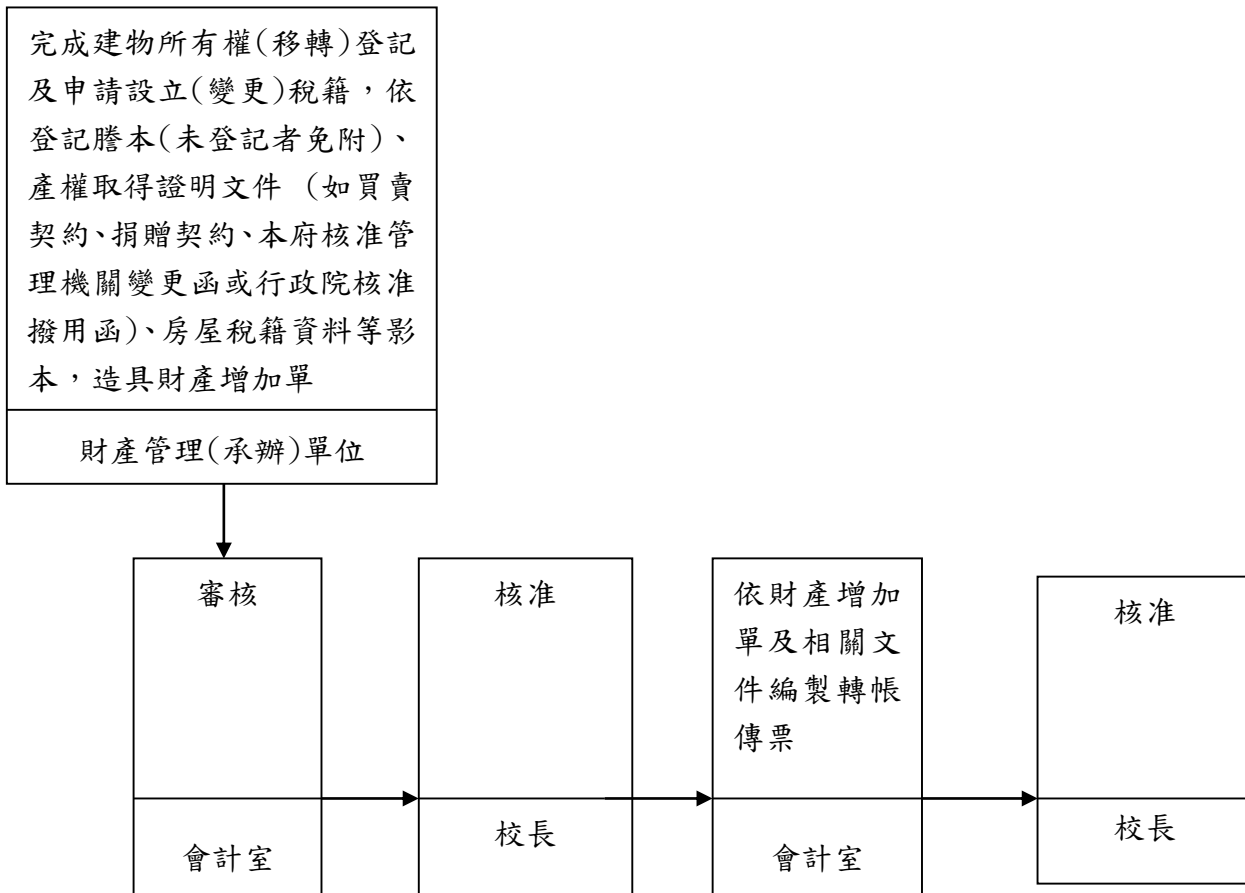 完成建物所有權(移轉)登記
及申請設立(變更)稅籍，依
登記謄本(未登記者免附)、
產權取得證明文件 (如買賣
契約、捐贈契約、本府核准管
理機關變更函或行政院核准
撥用函)、房屋稅籍資料等影
本，造具財產增加單
財產管理(承辦)單位
審核
會計室
核准
校長
依財產增加
單及相關文
件編製轉帳
傳票
會計室
核准
校長